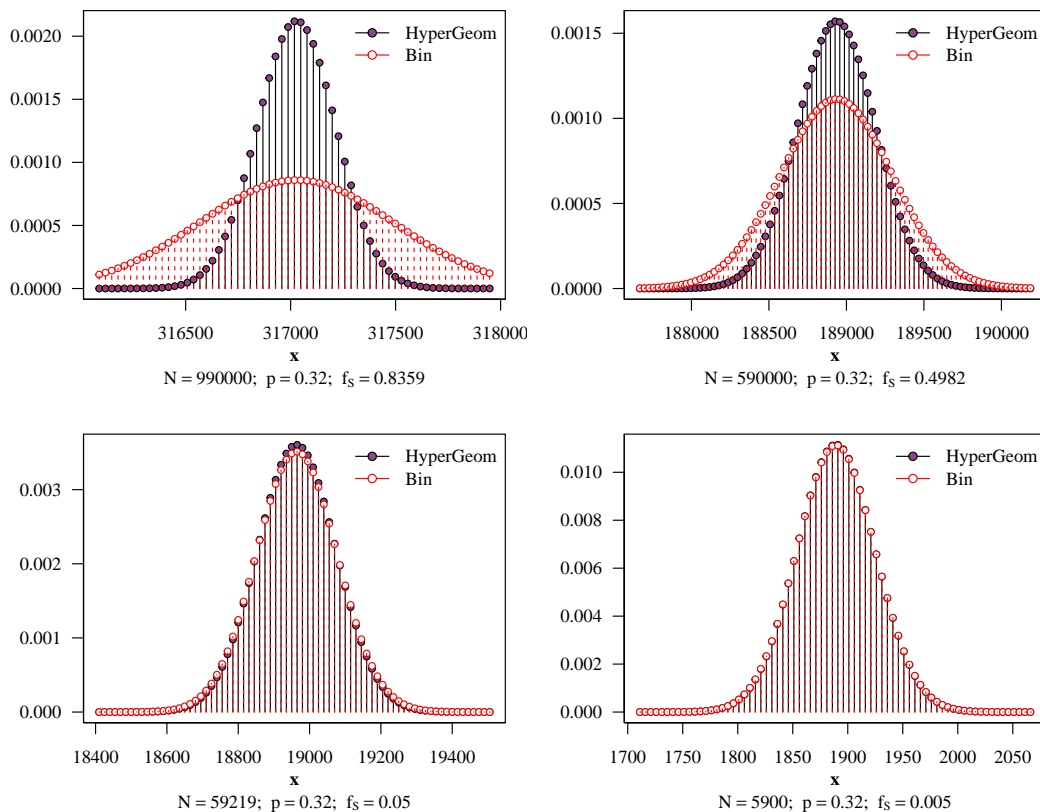 0.0020
0.0015
0.0010
0.0005
0.0000
HyperGeom
Bin
316500 317000 317500 318000
x
N = 990000; p = 0.32; fS = 0.8359
0.0015
0.0010
0.0005
0.0000
HyperGeom
Bin
188000 188500 189000 189500 190000
x
N = 590000; p = 0.32; fS = 0.4982
0.003
0.002
0.001
0.000
HyperGeom
Bin
18400 18600 18800 19000 19200 19400
x
N = 59219; p = 0.32; fS = 0.05
0.010
0.008
0.006
0.004
0.002
0.000
HyperGeom
Bin
1700 1750 1800 1850 1900 1950 2000 2050
x
N = 5900; p = 0.32; fS = 0.005